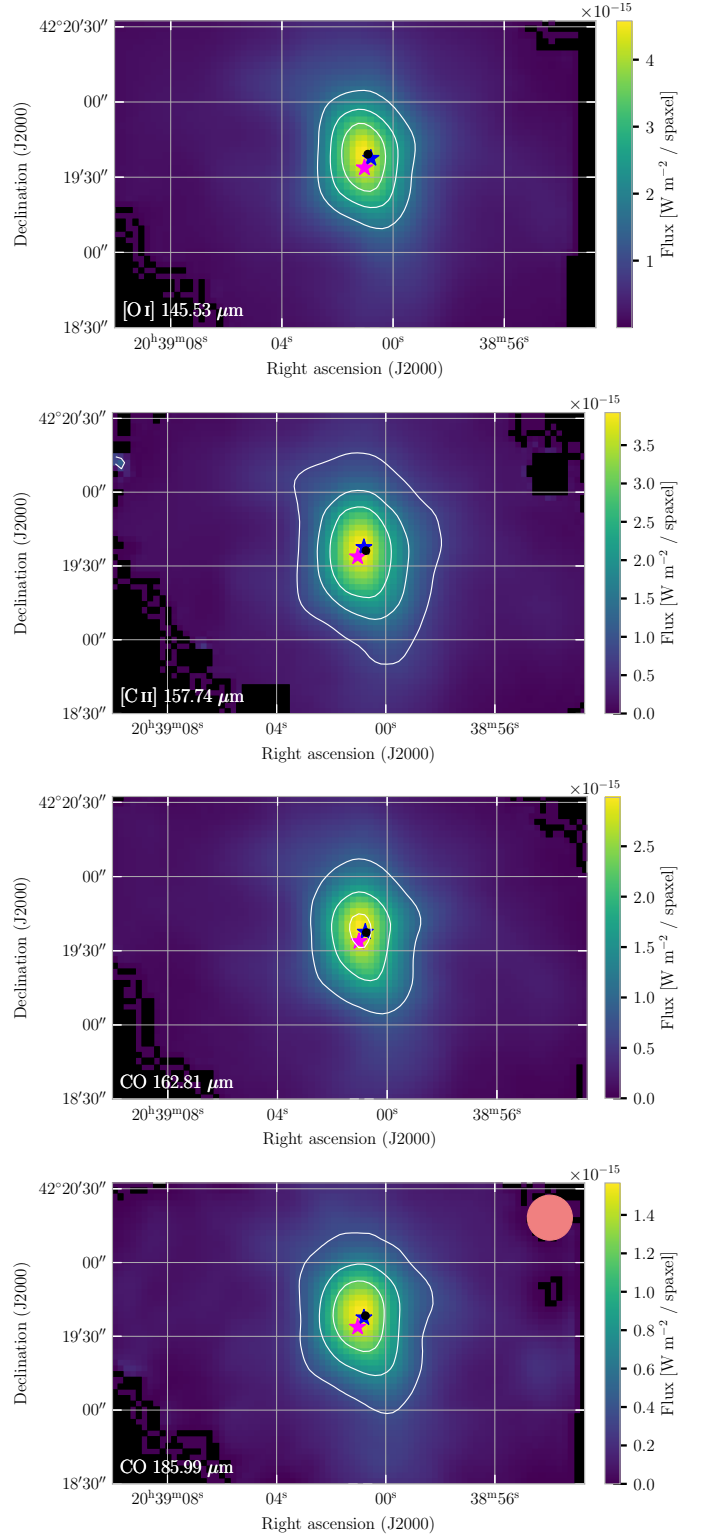 ×10⁻¹⁵
42°20′30″
00″
19′30″
00″
18′30″
Declination (J2000)
[O I] 145.53 μm
20ʰ39ᵐ08ˢ 04ˢ 00ˢ 38ᵐ56ˢ
Right ascension (J2000)
4
3
2
1
Flux [W m⁻² / spaxel]
×10⁻¹⁵
42°20′30″
00″
19′30″
00″
18′30″
Declination (J2000)
[C II] 157.74 μm
20ʰ39ᵐ08ˢ 04ˢ 00ˢ 38ᵐ56ˢ
Right ascension (J2000)
3.5
3.0
2.5
2.0
1.5
1.0
0.5
0.0
Flux [W m⁻² / spaxel]
×10⁻¹⁵
42°20′30″
00″
19′30″
00″
18′30″
Declination (J2000)
CO 162.81 μm
20ʰ39ᵐ08ˢ 04ˢ 00ˢ 38ᵐ56ˢ
Right ascension (J2000)
2.5
2.0
1.5
1.0
0.5
0.0
Flux [W m⁻² / spaxel]
×10⁻¹⁵
42°20′30″
00″
19′30″
00″
18′30″
Declination (J2000)
CO 185.99 μm
20ʰ39ᵐ08ˢ 04ˢ 00ˢ 38ᵐ56ˢ
Right ascension (J2000)
1.4
1.2
1.0
0.8
0.6
0.4
0.2
0.0
Flux [W m⁻² / spaxel]